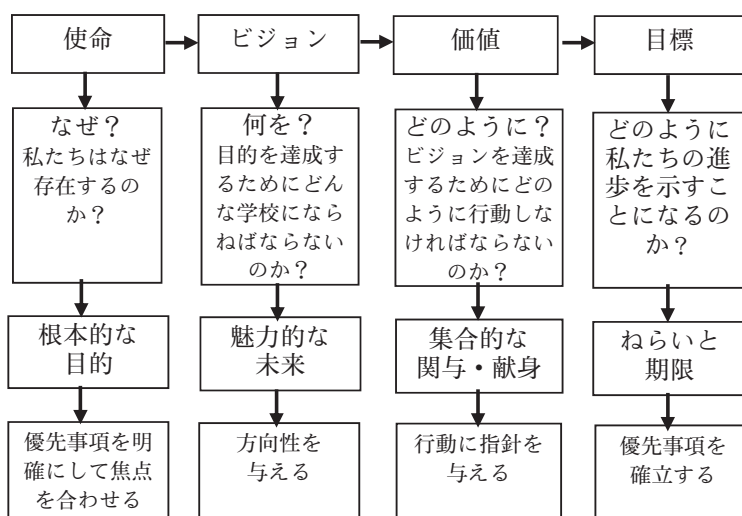 使命
ビジョン
価値
目標
なぜ？
私たちはなぜ
存在するの
か？
何を？
目的を達成す
るためにどん
な学校になら
ねばならない
のか？
どのように？
ビジョンを達成
するためにどの
ように行動しな
ければならない
のか？
どのように
私たちの進
歩を示すこ
とになるの
か？
根本的な
目的
魅力的な
未来
集合的な
関与・献身
ねらいと
期限
優先事項を明
確にして焦点
を合わせる
方向性を
与える
行動に指針を
与える
優先事項を
確立する